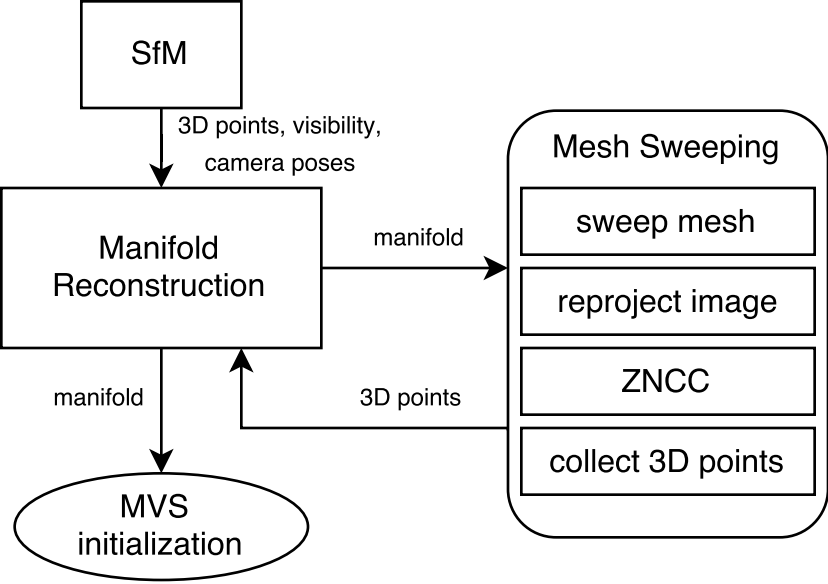 SfM
3D points, visibility,
camera poses
Mesh Sweeping
sweep mesh
Manifold
Reconstruction
manifold
reproject image
ZNCC
manifold
3D points
collect 3D points
MVS
initialization